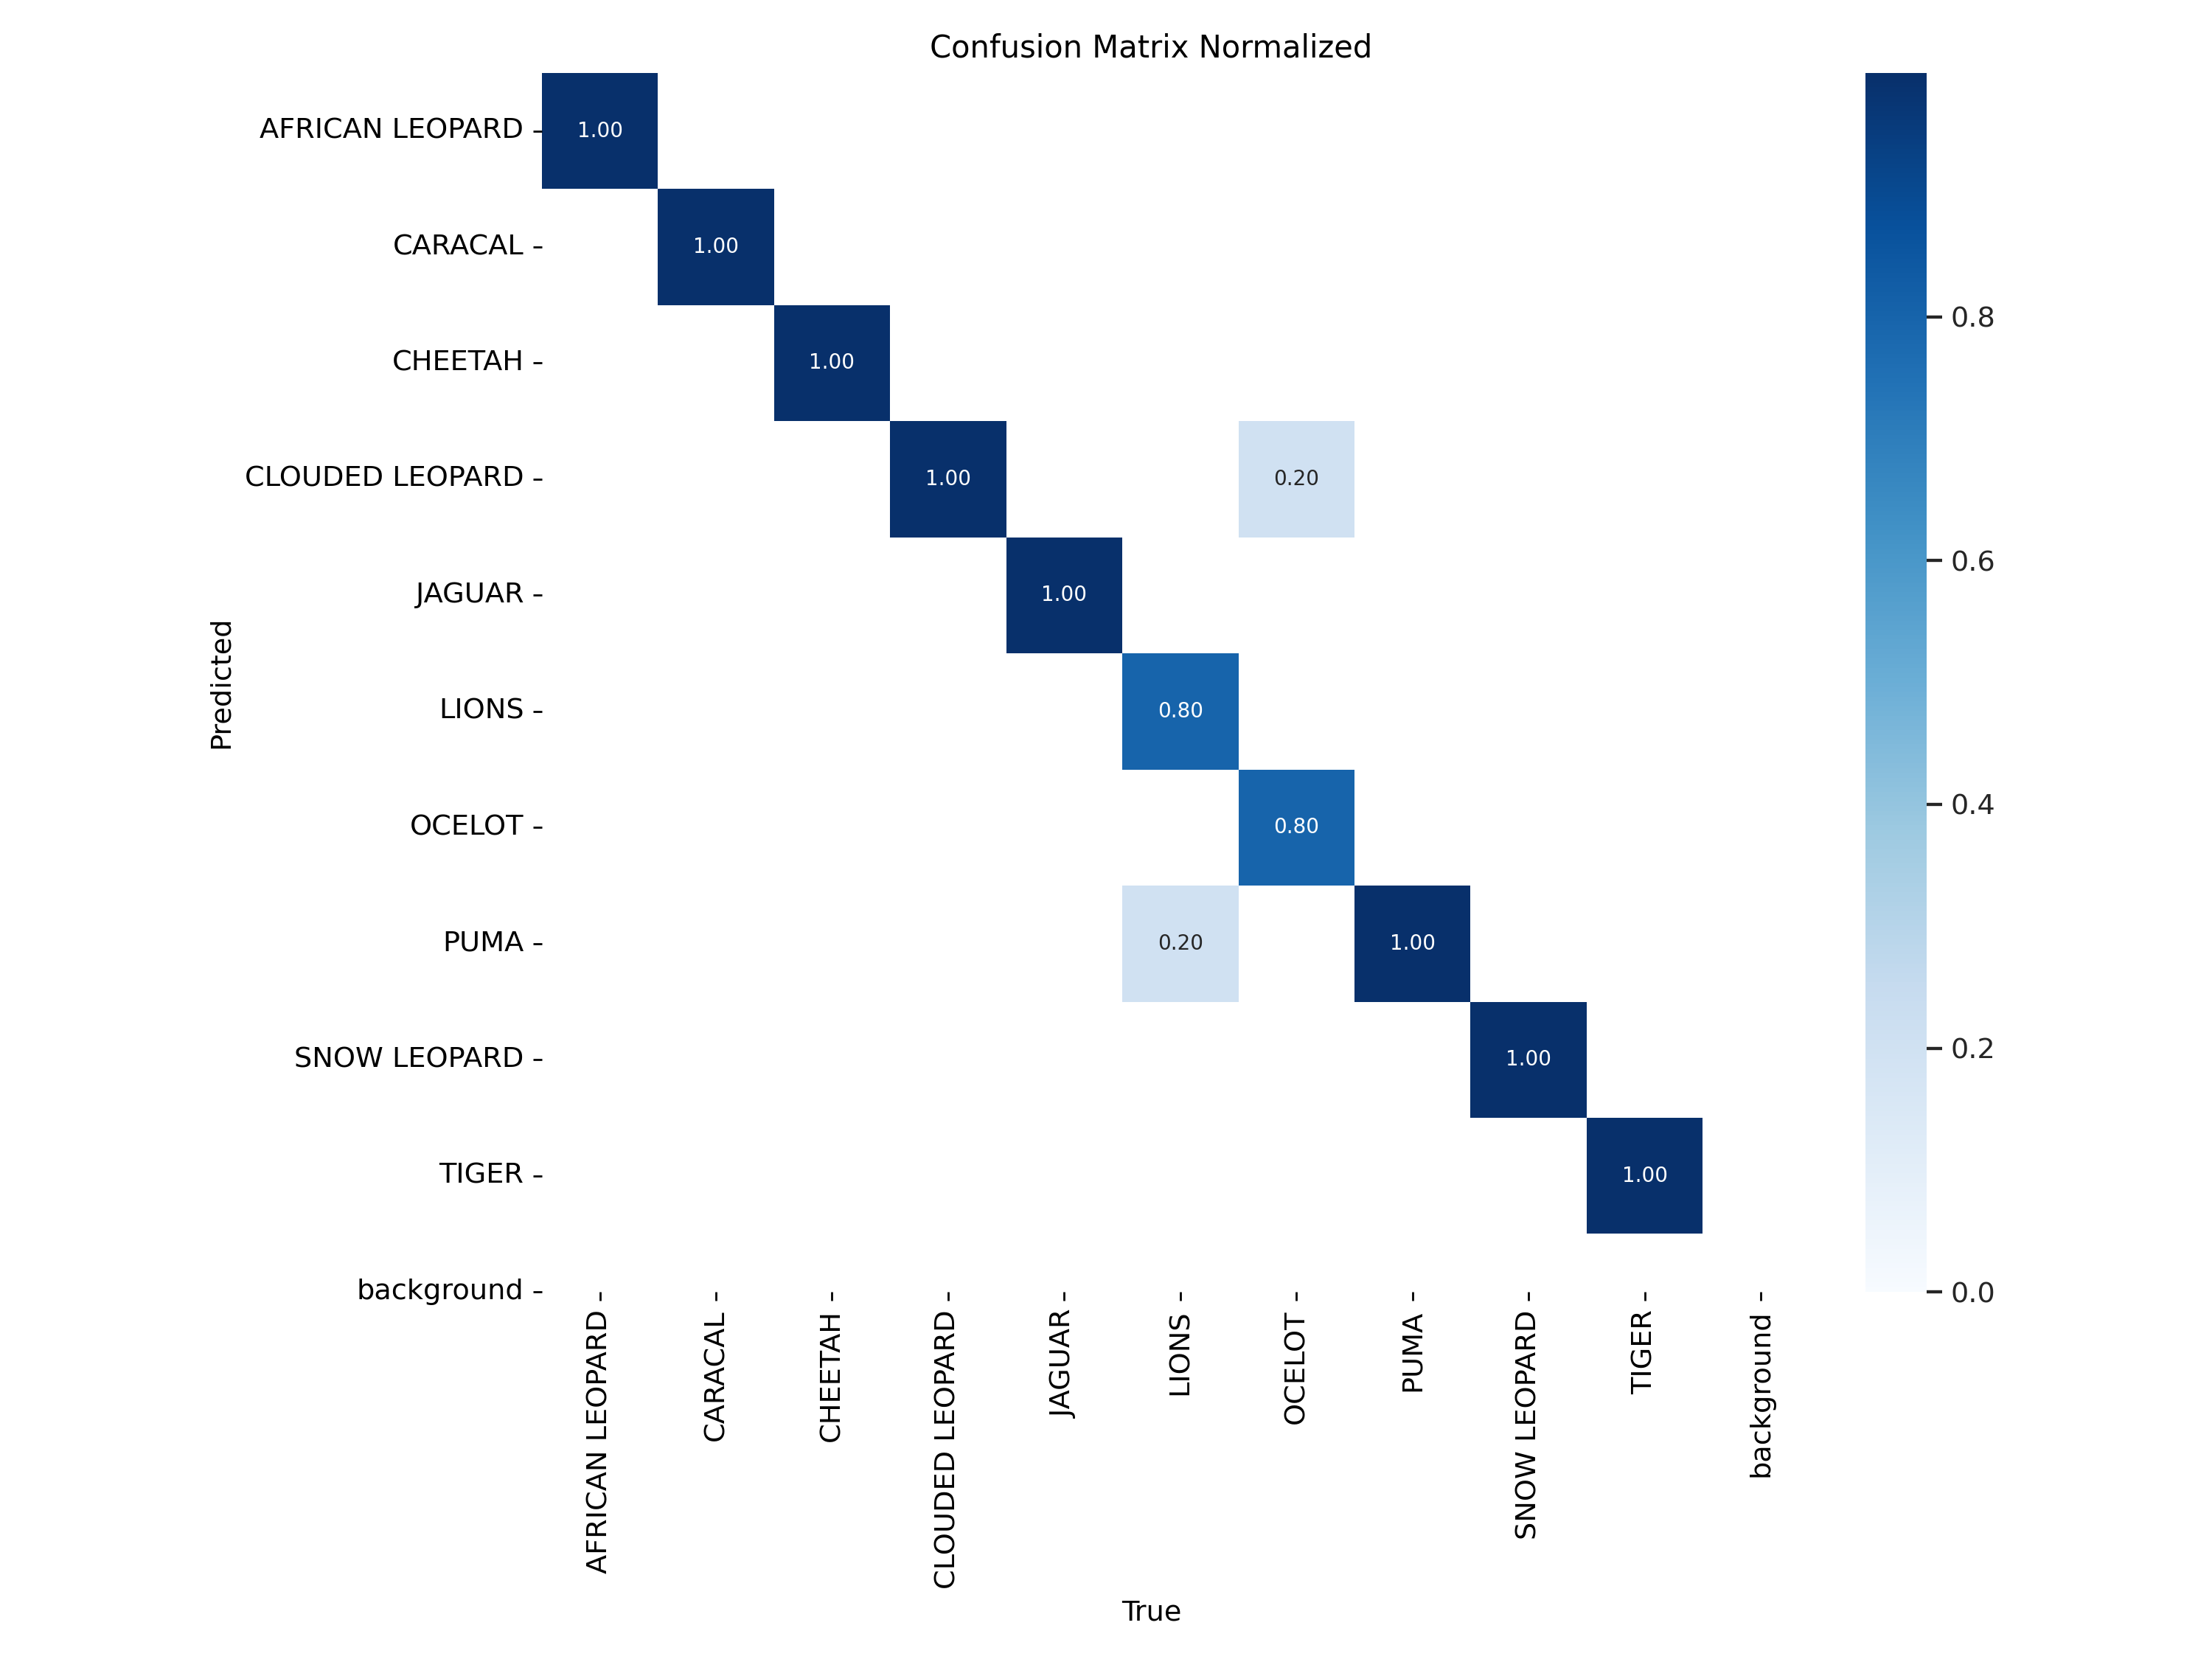 Confusion Matrix Normalized
AFRICAN LEOPARD
1.00
CARACAL
1.00
CHEETAH
1.00
CLOUDED LEOPARD
1.00
0.20
JAGUAR
1.00
LIONS
0.80
OCELOT
0.80
PUMA
0.20
1.00
SNOW LEOPARD
1.00
TIGER
1.00
background
Predicted
0.8
0.6
0.4
0.2
0.0
AFRICAN LEOPARD
CARACAL
CHEETAH
CLOUDED LEOPARD
JAGUAR
LIONS
OCELOT
PUMA
SNOW LEOPARD
TIGER
background
True